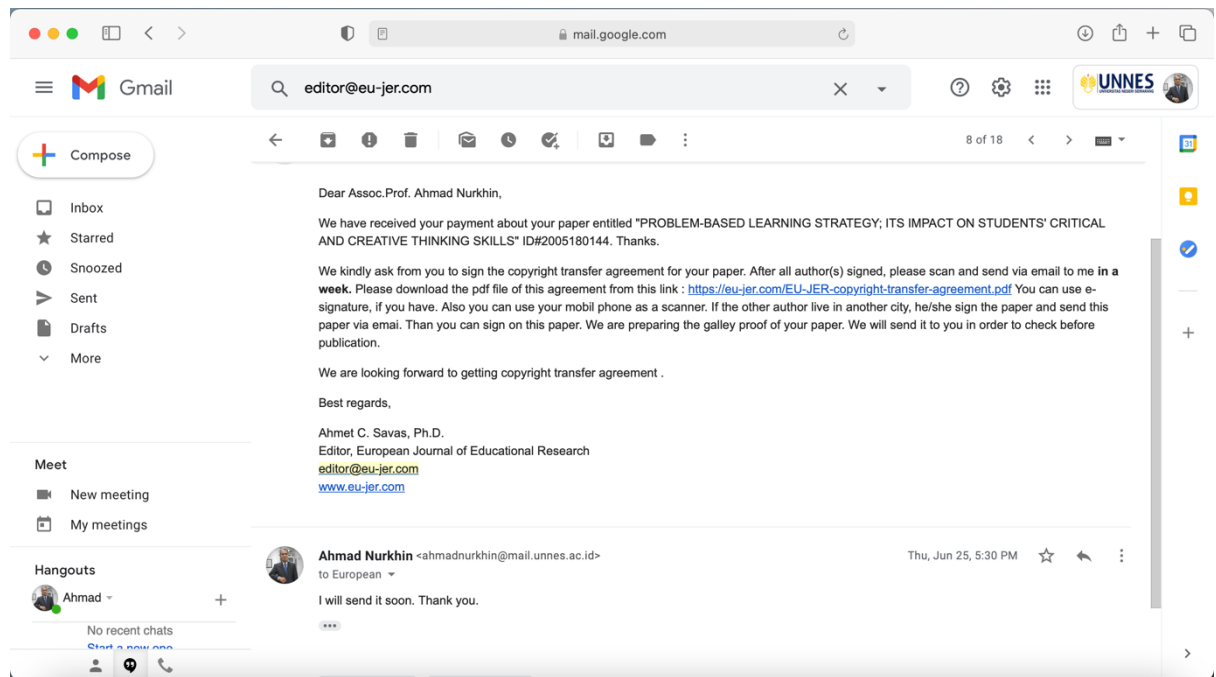 mail.google.com
Gmail
editor@eu-jer.com
UNNES
UNIVERSITAS NEGERI SEMARANG
Compose
8 of 18
31
Inbox
Starred
Snoozed
Sent
Drafts
More
Dear Assoc.Prof. Ahmad Nurkhin,
We have received your payment about your paper entitled "PROBLEM-BASED LEARNING STRATEGY; ITS IMPACT ON STUDENTS' CRITICAL
AND CREATIVE THINKING SKILLS" ID#2005180144. Thanks.
We kindly ask from you to sign the copyright transfer agreement for your paper. After all author(s) signed, please scan and send via email to me in a
week. Please download the pdf file of this agreement from this link : https://eu-jer.com/EU-JER-copyright-transfer-agreement.pdf You can use e-
signature, if you have. Also you can use your mobil phone as a scanner. If the other author live in another city, he/she sign the paper and send this
paper via emai. Than you can sign on this paper. We are preparing the galley proof of your paper. We will send it to you in order to check before
publication.
We are looking forward to getting copyright transfer agreement .
Best regards,
Ahmet C. Savas, Ph.D.
Editor, European Journal of Educational Research
editor@eu-jer.com
www.eu-jer.com
Meet
New meeting
My meetings
Hangouts
Ahmad
No recent chats
Start a new one
Ahmad Nurkhin <ahmadnurkhin@mail.unnes.ac.id>
Thu, Jun 25, 5:30 PM
to European
I will send it soon. Thank you.